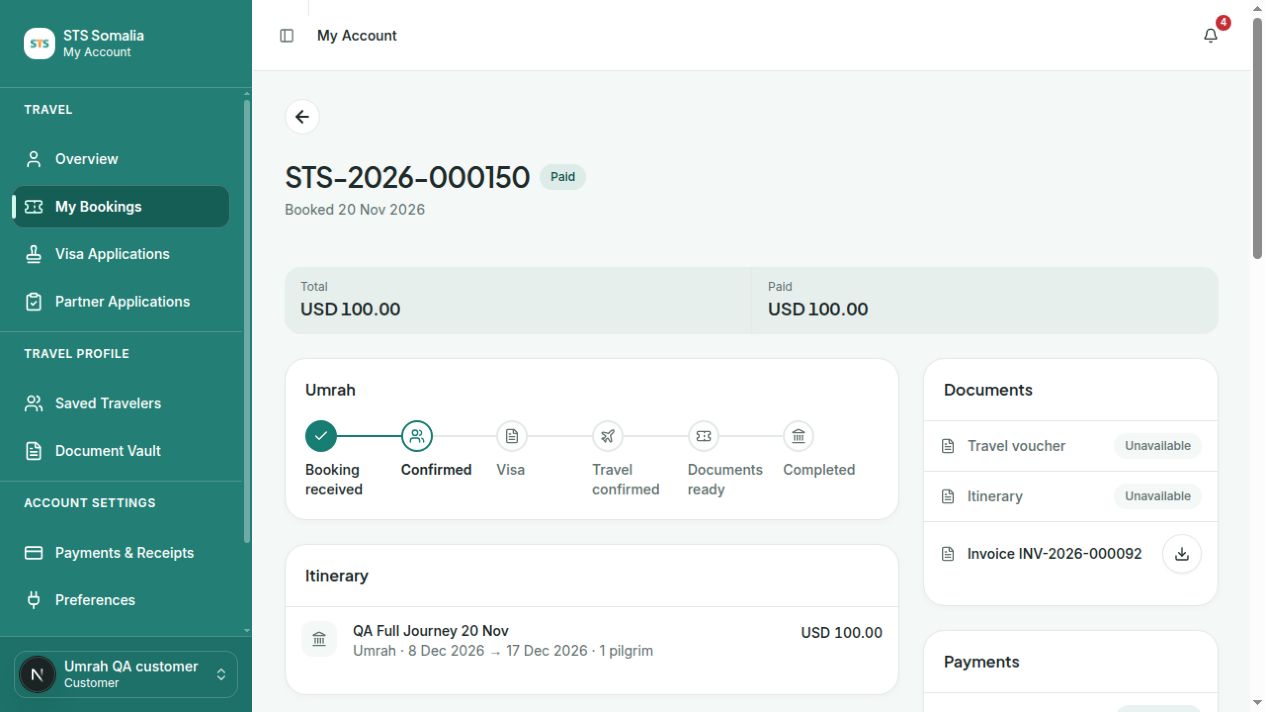 STS
STS Somalia
My Account
TRAVEL
Overview
My Bookings
Visa Applications
Partner Applications
TRAVEL PROFILE
Saved Travelers
Document Vault
ACCOUNT SETTINGS
Payments & Receipts
Preferences
N
Umrah QA customer
Customer
My Account
4
STS-2026-000150
Paid
Booked 20 Nov 2026
Total
USD 100.00
Paid
USD 100.00
Umrah
Booking
received
Confirmed
Visa
Travel
confirmed
Documents
ready
Completed
Itinerary
QA Full Journey 20 Nov
USD 100.00
Umrah · 8 Dec 2026 → 17 Dec 2026 · 1 pilgrim
Documents
Travel voucher
Unavailable
Itinerary
Unavailable
Invoice INV-2026-000092
Payments